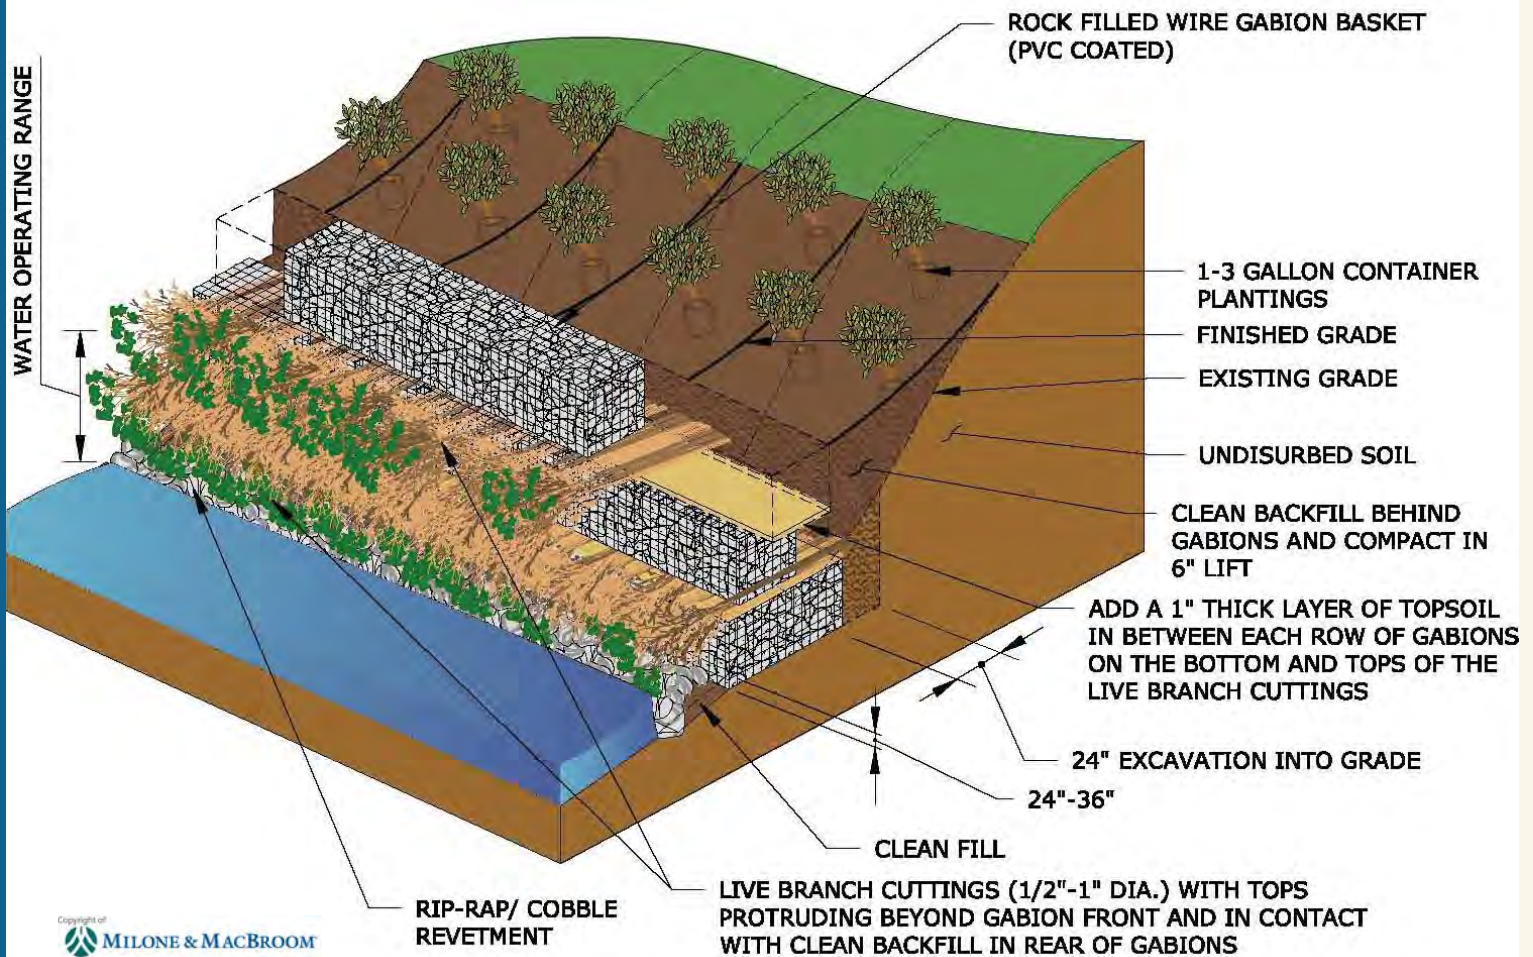 ROCK FILLED WIRE GABION BASKET
(PVC COATED)
WATER OPERATING RANGE
1-3 GALLON CONTAINER
PLANTINGS
FINISHED GRADE
EXISTING GRADE
UNDISURBED SOIL
CLEAN BACKFILL BEHIND
GABIONS AND COMPACT IN
6" LIFT
ADD A 1" THICK LAYER OF TOPSOIL
IN BETWEEN EACH ROW OF GABIONS
ON THE BOTTOM AND TOPS OF THE
LIVE BRANCH CUTTINGS
24" EXCAVATION INTO GRADE
24"-36"
CLEAN FILL
LIVE BRANCH CUTTINGS (1/2"-1" DIA.) WITH TOPS
PROTRUDING BEYOND GABION FRONT AND IN CONTACT
WITH CLEAN BACKFILL IN REAR OF GABIONS
RIP-RAP/ COBBLE
REVETMENT
Copyright of
MILONE & MACBROOM